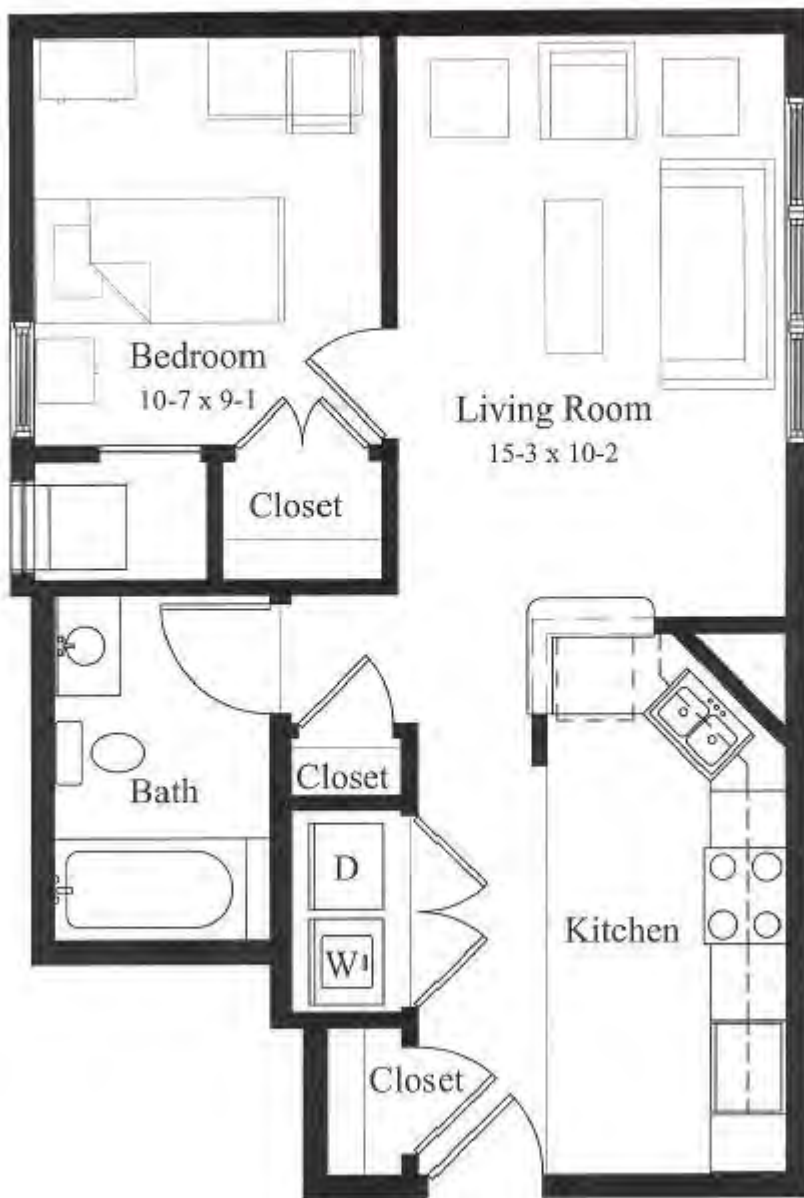 Bedroom
10-7 x 9-1
Living Room
15-3 x 10-2
Closet
Closet
Bath
D
Kitchen
W
Closet